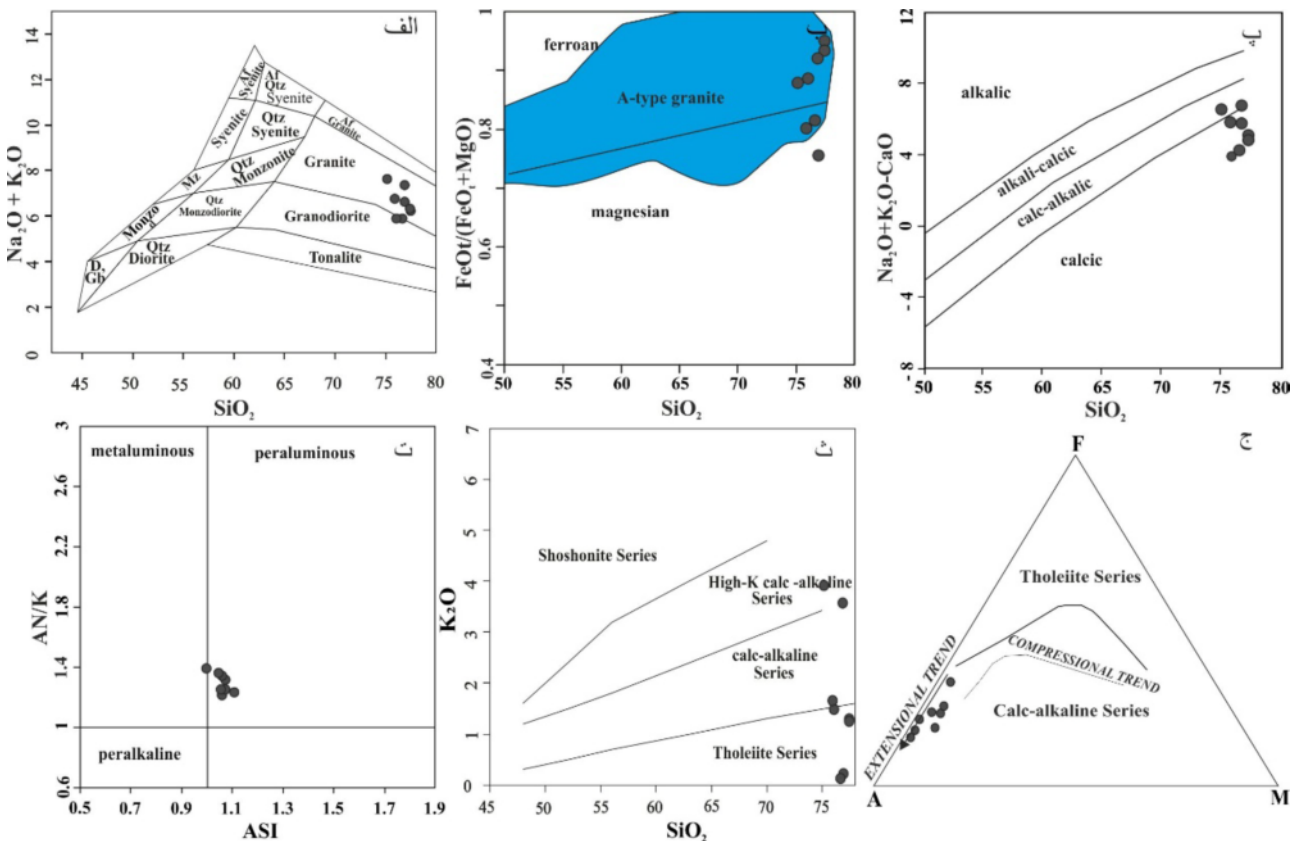 الف
Na₂O + K₂O
14
12
10
8
6
4
2
0
45
50
55
60
65
70
75
80
SiO₂
Af
Syenite
Af
Qtz
Syenite
Syenite
Qtz
Syenite
Af
Granite
Mz
Qtz
Monzonite
Granite
Monzo
Qtz
Monzodiorite
Granodiorite
D,
Gb
Qtz
Diorite
Tonalite
FeOt/(FeOₜ+MgO)
1
0.8
0.6
0.4
50
55
60
65
70
75
80
SiO₂
ferroan
A-type granite
magnesian
Na₂O+K₂O-CaO
12
8
4
0
-4
-8
50
55
60
65
70
75
80
SiO₂
alkalic
alkali-calcic
calc-alkalic
calcic
AN/K
3
2.6
2.2
1.8
1.4
1
0.6
0.5
0.7
0.9
1.1
1.3
1.5
1.7
1.9
ASI
metaluminous
peraluminous
peralkaline
K₂O
7
6
5
4
3
2
1
0
45
50
55
60
65
70
75
SiO₂
Shoshonite Series
High-K calc -alkaline
Series
calc-alkaline
Series
Tholeiite Series
ج
F
Tholeiite Series
EXTENSIONAL TREND
COMPRESSIONAL TREND
Calc-alkaline Series
A
M